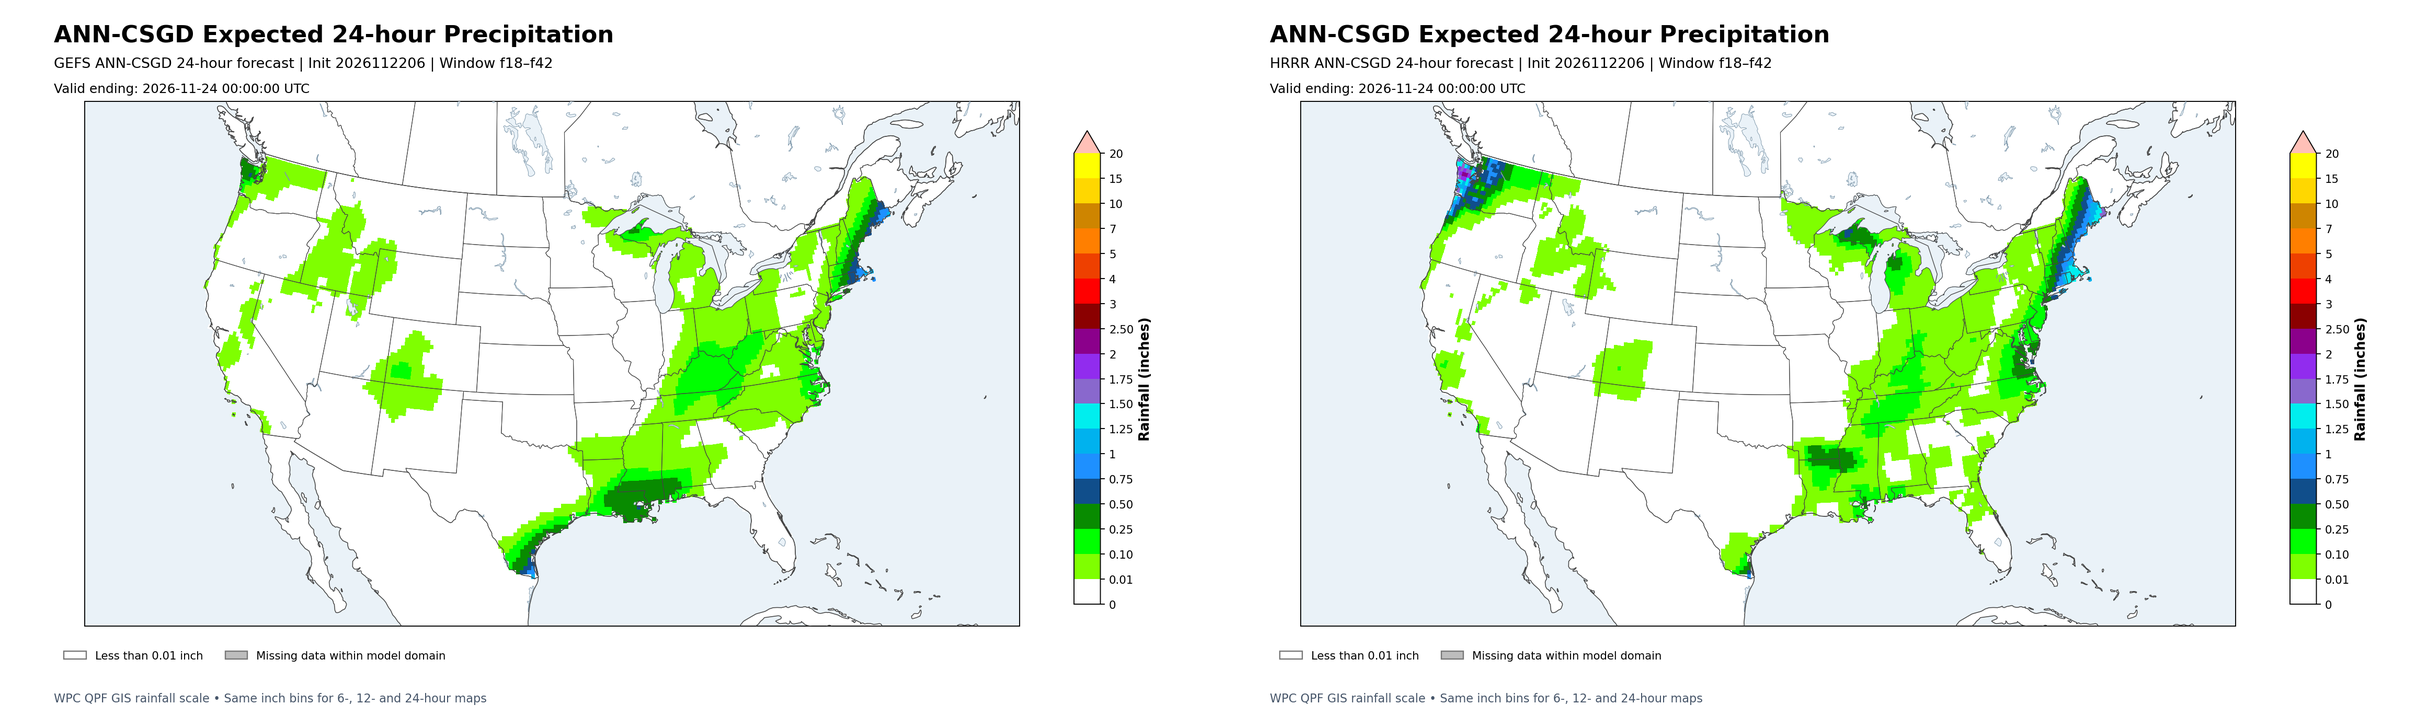 ANN-CSGD Expected 24-hour Precipitation
GEFS ANN-CSGD 24-hour forecast | Init 2026112206 | Window f18–f42
Valid ending: 2026-11-24 00:00:00 UTC
20
15
10
7
5
4
3
2.50
2
1.75
1.50
1.25
1
0.75
0.50
0.25
0.10
0.01
0
Rainfall (inches)
Less than 0.01 inch
Missing data within model domain
WPC QPF GIS rainfall scale • Same inch bins for 6-, 12- and 24-hour maps
ANN-CSGD Expected 24-hour Precipitation
HRRR ANN-CSGD 24-hour forecast | Init 2026112206 | Window f18–f42
Valid ending: 2026-11-24 00:00:00 UTC
20
15
10
7
5
4
3
2.50
2
1.75
1.50
1.25
1
0.75
0.50
0.25
0.10
0.01
0
Rainfall (inches)
Less than 0.01 inch
Missing data within model domain
WPC QPF GIS rainfall scale • Same inch bins for 6-, 12- and 24-hour maps